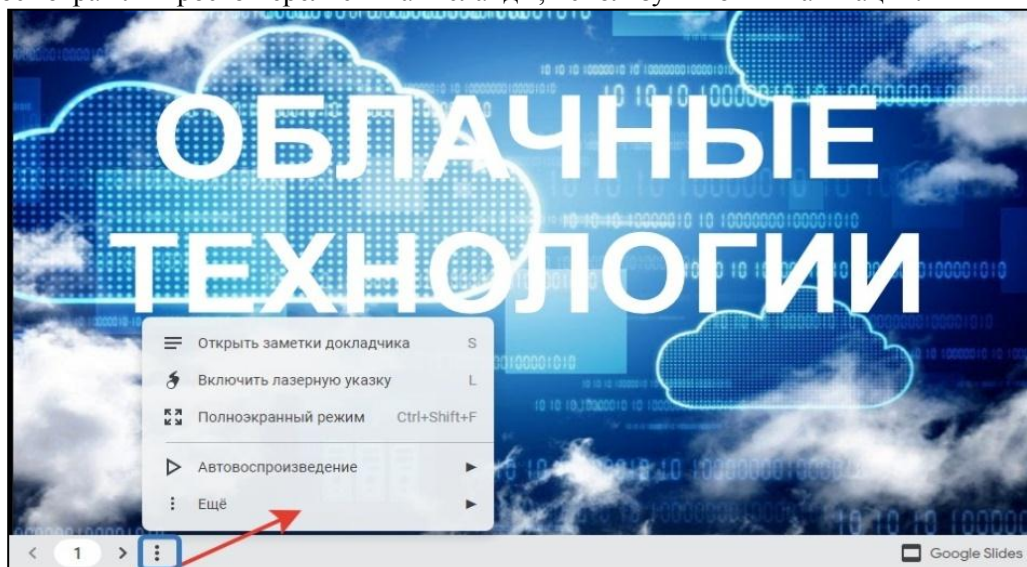 ОБЛАЧНЫЕ
ТЕХНОЛОГИИ
Открыть заметки докладчика S
Включить лазерную указку L
Полноэкранный режим Ctrl+Shift+F
Автовоспроизведение
Ещё
1
Google Slides